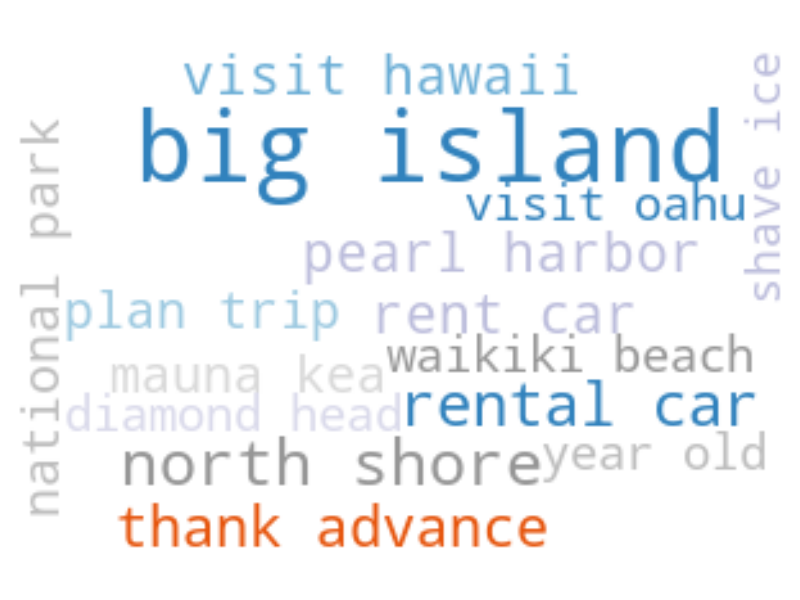 visit hawaii
shave ice
big island
national park
visit oahu
pearl harbor
plan trip
rent car
waikiki beach
mauna kea
rental car
diamond head
north shore
year old
thank advance